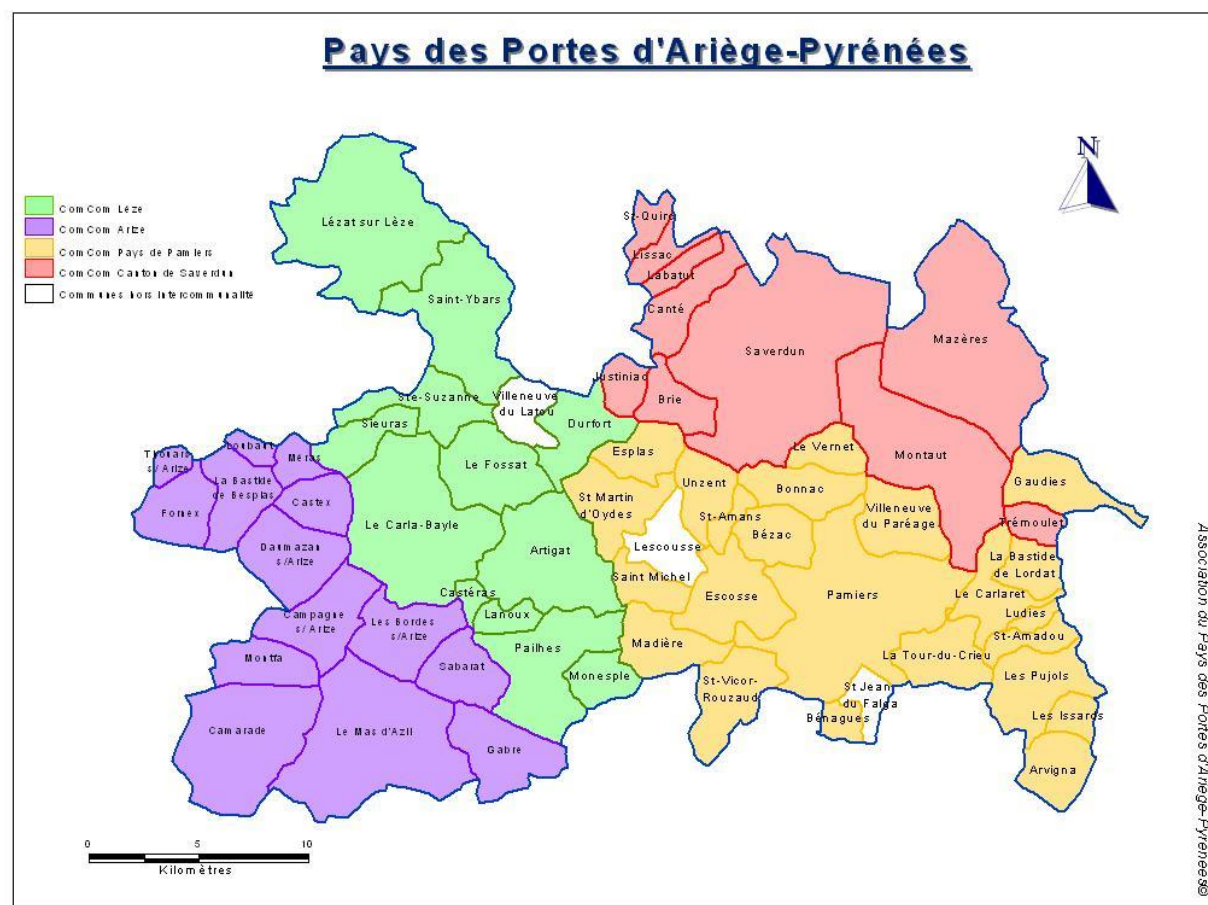 Pays des Portes d'Ariège-Pyrénées
N
ComCom Lèze
ComCom Arize
ComCom Pays de Pamiers
ComCom Canton de Saverdun
Communes hors Intercommunalité
Lézat sur Lèze
Saint-Ybars
St-Quirc
Lissac
Labatut
Canté
Saverdun
Mazères
Justiniac
Brie
Ste-Suzanne
Villeneuve
du Latou
Durfort
Sieuras
Le Fossat
Esplas
Le Vernet
Montaut
Gaudies
Thouars
s/Arize
Loubaut
Méras
La Bastide
de Besplas
Fornex
Castex
Unzent
Bonnac
St Martin
d'Oydes
St-Amans
Villeneuve
du Paréage
Trémoulet
Le Carla-Bayle
Artigat
Lescousse
Bézac
La Bastide
de Lordat
Daumazan
s/Arize
Saint Michel
Castéras
Escosse
Pamiers
Le Carlaret
Ludies
Campagne
s/Arize
Les Bordes
s/Arize
Lanoux
Pailhes
Madière
St-Amadou
La Tour-du-Crieu
Montfa
Sabarat
Monesple
St-Vicor-
Rouzaud
St Jean
du Falga
Bénagues
Les Pujols
Les Issards
Camarade
Le Mas d'Azil
Gabre
Arvigna
0 5 10
Kilomètres
Association du Pays des Portes d'Ariège-Pyrénées©